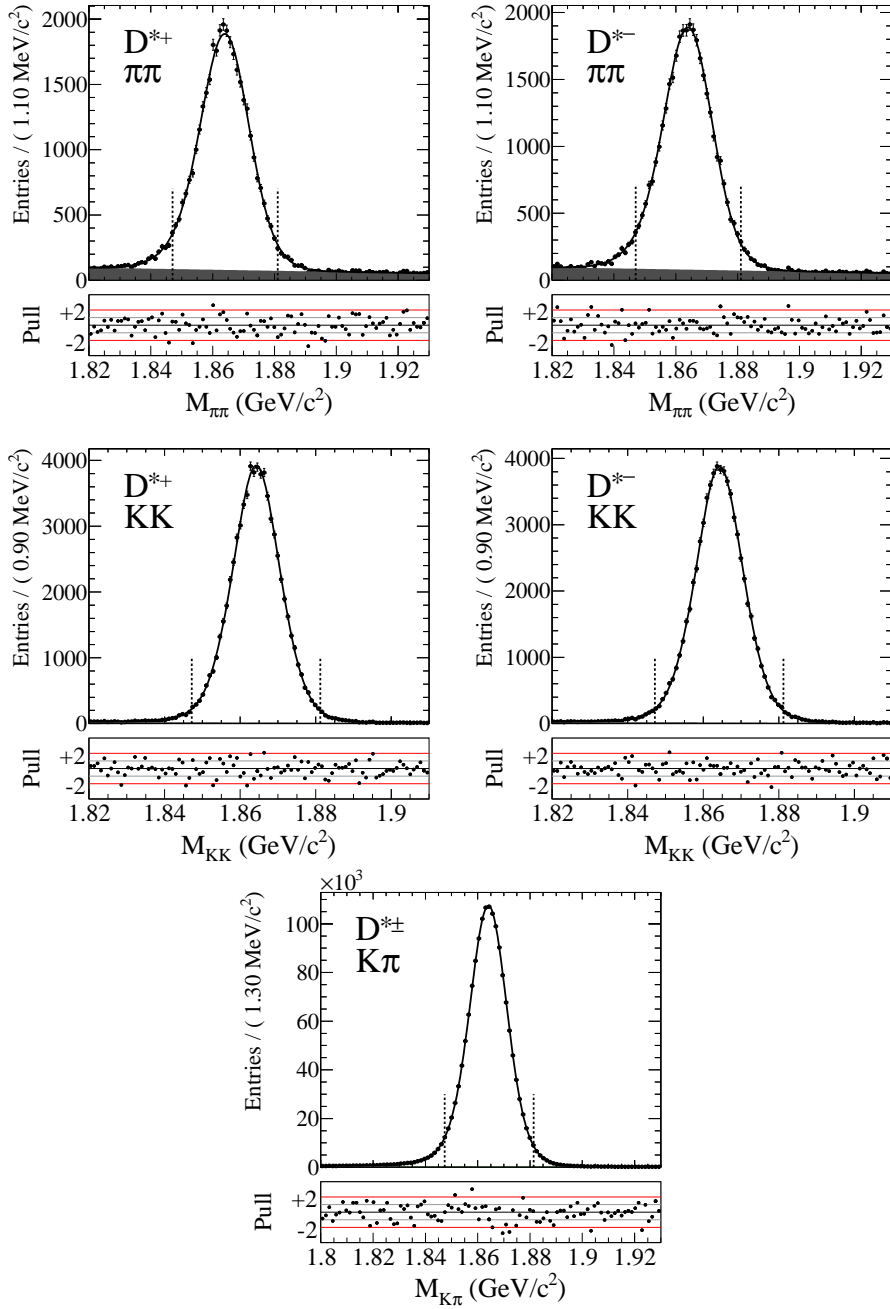 Entries / ( 1.10 MeV/c²)
2000
1500
1000
500
0
D*+
ππ
Pull
+2
-2
1.82 1.84 1.86 1.88 1.9 1.92
M_ππ (GeV/c²)
Entries / ( 1.10 MeV/c²)
2000
1500
1000
500
0
D*−
ππ
Pull
+2
-2
1.82 1.84 1.86 1.88 1.9 1.92
M_ππ (GeV/c²)
Entries / ( 0.90 MeV/c²)
4000
3000
2000
1000
0
D*+
KK
Pull
+2
-2
1.82 1.84 1.86 1.88 1.9
M_KK (GeV/c²)
Entries / ( 0.90 MeV/c²)
4000
3000
2000
1000
0
D*−
KK
Pull
+2
-2
1.82 1.84 1.86 1.88 1.9
M_KK (GeV/c²)
×10³
Entries / ( 1.30 MeV/c²)
100
80
60
40
20
0
D*±
Kπ
Pull
+2
-2
1.8 1.82 1.84 1.86 1.88 1.9 1.92
M_Kπ (GeV/c²)